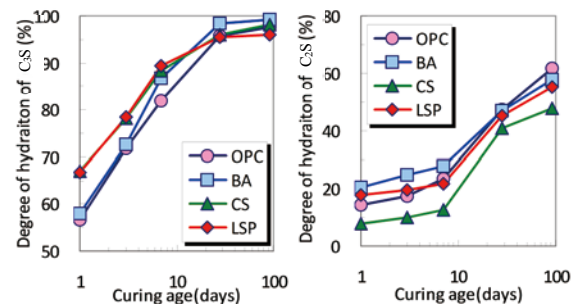 Degree of hydraiton of C₃S (%)
100
90
80
70
60
50
OPC
BA
CS
LSP
1
10
100
Curing age(days)
Degree of hydraiton of C₂S (%)
80
60
40
20
0
OPC
BA
CS
LSP
1
10
100
Curing age(days)